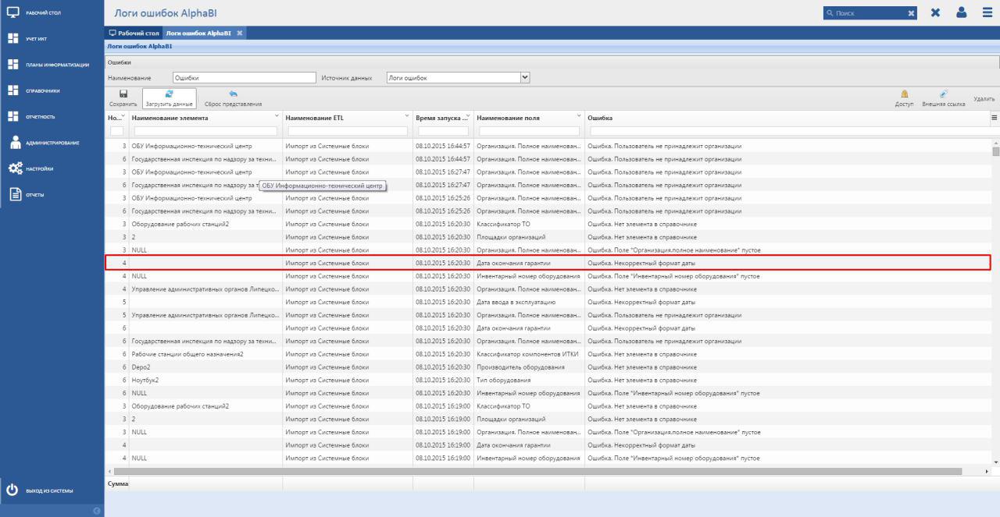 РАБОЧИЙ СТОЛ
УЧЕТ ИКТ
ПЛАНЫ ИНФОРМАТИЗАЦИИ
СПРАВОЧНИКИ
ОТЧЕТНОСТЬ
АДМИНИСТРИРОВАНИЕ
НАСТРОЙКИ
ОТЧЕТЫ
ВЫХОД ИЗ СИСТЕМЫ
Логи ошибок AlphaBI
Поиск
Рабочий стол Логи ошибок AlphaBI
Логи ошибок AlphaBI
Ошибки
Наименование Ошибки Источник данных Логи ошибок
Сохранить Загрузить данные Сброс представления Доступ Внешняя ссылка Удалить
Но... Наименование элемента Наименование ETL Время запуска ... Наименование поля Ошибка
3 ОБУ Информационно-технический центр Импорт из Системные блоки 08.10.2015 16:44:57 Организация. Полное наименован... Ошибка. Пользователь не принадлежит организации
6 Государственная инспекция по надзору за техни... Импорт из Системные блоки 08.10.2015 16:44:57 Организация. Полное наименован... Ошибка. Пользователь не принадлежит организации
3 ОБУ Информационно-технический центр Импорт из Системные блоки 08.10.2015 16:27:47 Организация. Полное наименован... Ошибка. Пользователь не принадлежит организации
6 Государственная инспекция по надзору за т ОБУ Информационно-технический центр 08.10.2015 16:27:47 Организация. Полное наименован... Ошибка. Пользователь не принадлежит организации
3 ОБУ Информационно-технический центр Импорт из Системные блоки 08.10.2015 16:25:26 Организация. Полное наименован... Ошибка. Пользователь не принадлежит организации
6 Государственная инспекция по надзору за техни... Импорт из Системные блоки 08.10.2015 16:25:26 Организация. Полное наименован... Ошибка. Пользователь не принадлежит организации
3 Оборудование рабочих станций2 Импорт из Системные блоки 08.10.2015 16:20:30 Классификатор ТО Ошибка. Нет элемента в справочнике
3 2 Импорт из Системные блоки 08.10.2015 16:20:30 Площадки организаций Ошибка. Нет элемента в справочнике
3 NULL Импорт из Системные блоки 08.10.2015 16:20:30 Организация. Полное наименован... Ошибка. Поле "Организация.полное наименование" пустое
4 Импорт из Системные блоки 08.10.2015 16:20:30 Дата окончания гарантии Ошибка. Некорректный формат даты
4 NULL Импорт из Системные блоки 08.10.2015 16:20:30 Инвентарный номер оборудования Ошибка. Поле "Инвентарный номер оборудования" пустое
4 Управление административных органов Липецко... Импорт из Системные блоки 08.10.2015 16:20:30 Организация. Полное наименован... Ошибка. Нет элемента в справочнике
5 Импорт из Системные блоки 08.10.2015 16:20:30 Дата ввода в эксплуатацию Ошибка. Некорректный формат даты
5 Управление административных органов Липецко... Импорт из Системные блоки 08.10.2015 16:20:30 Организация. Полное наименован... Ошибка. Пользователь не принадлежит организации
6 Импорт из Системные блоки 08.10.2015 16:20:30 Дата окончания гарантии Ошибка. Некорректный формат даты
6 Государственная инспекция по надзору за техни... Импорт из Системные блоки 08.10.2015 16:20:30 Организация. Полное наименован... Ошибка. Пользователь не принадлежит организации
6 Рабочие станции общего назначения2 Импорт из Системные блоки 08.10.2015 16:20:30 Классификатор компонентов ИТКИ Ошибка. Нет элемента в справочнике
6 Depo2 Импорт из Системные блоки 08.10.2015 16:20:30 Производитель оборудования Ошибка. Нет элемента в справочнике
6 Ноутбук2 Импорт из Системные блоки 08.10.2015 16:20:30 Тип оборудования Ошибка. Нет элемента в справочнике
6 NULL Импорт из Системные блоки 08.10.2015 16:20:30 Инвентарный номер оборудования Ошибка. Поле "Инвентарный номер оборудования" пустое
3 Оборудование рабочих станций2 Импорт из Системные блоки 08.10.2015 16:19:00 Классификатор ТО Ошибка. Нет элемента в справочнике
3 2 Импорт из Системные блоки 08.10.2015 16:19:00 Площадки организаций Ошибка. Нет элемента в справочнике
3 NULL Импорт из Системные блоки 08.10.2015 16:19:00 Организация. Полное наименован... Ошибка. Поле "Организация.полное наименование" пустое
4 Импорт из Системные блоки 08.10.2015 16:19:00 Дата окончания гарантии Ошибка. Некорректный формат даты
4 NULL Импорт из Системные блоки 08.10.2015 16:19:00 Инвентарный номер оборудования Ошибка. Поле "Инвентарный номер оборудования" пустое
Сумма